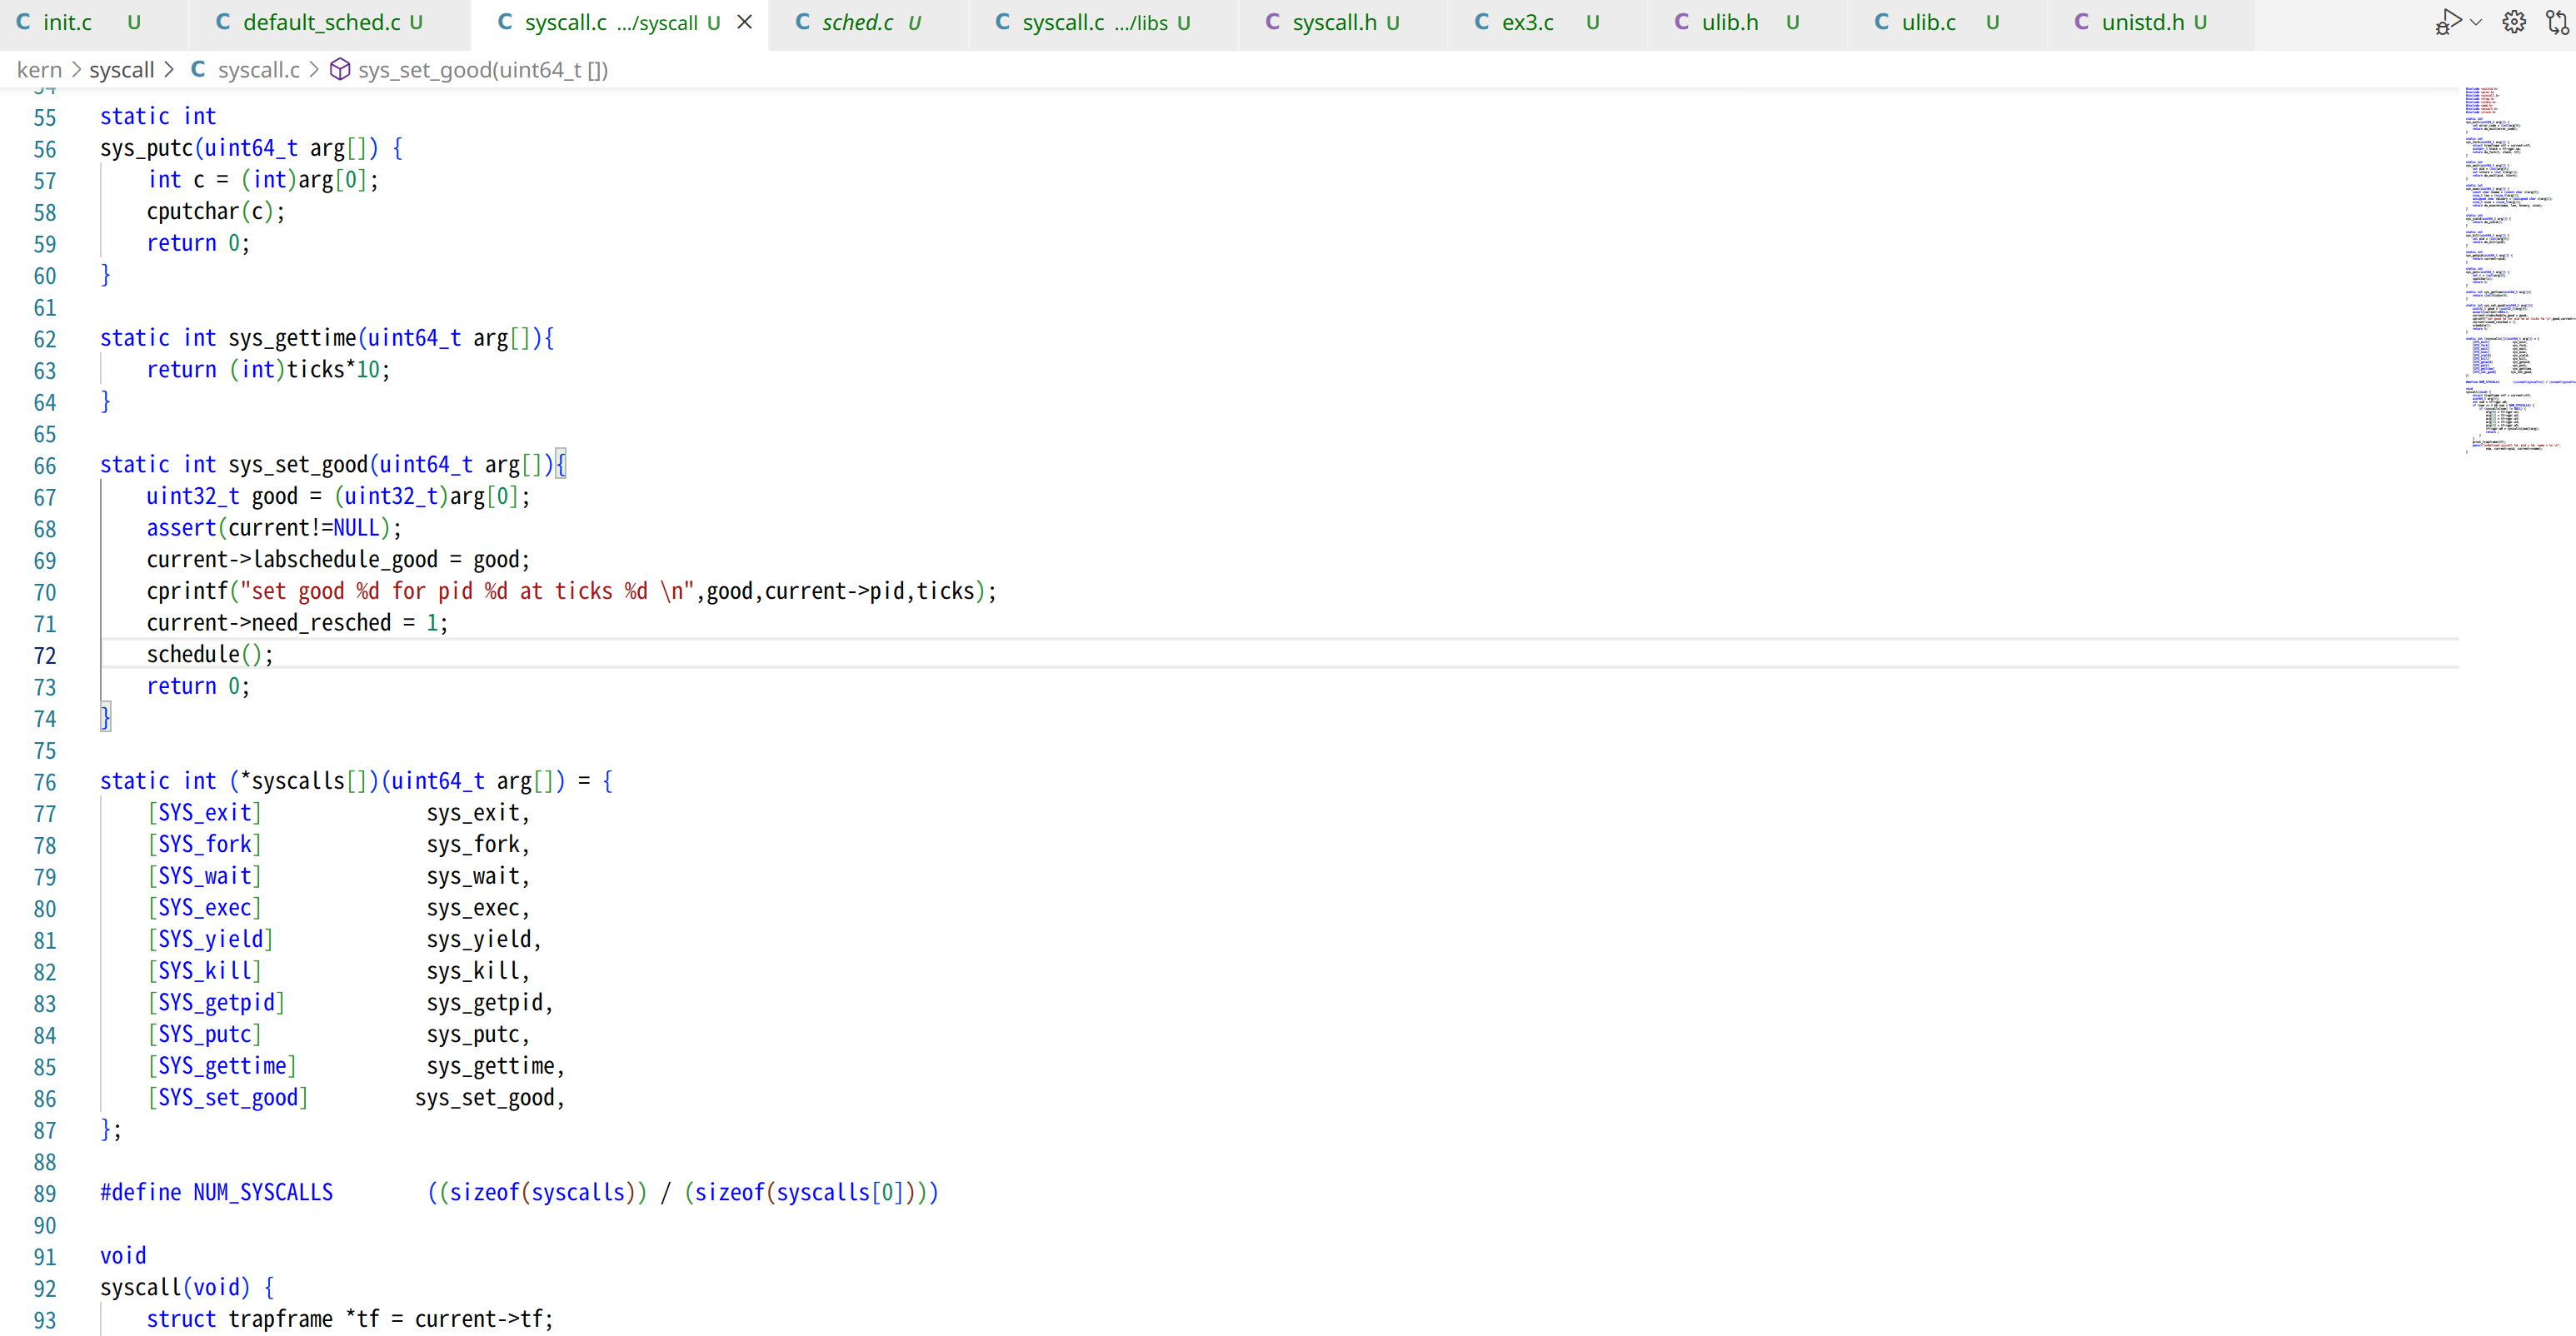 init.c U default_sched.c U syscall.c .../syscall U sched.c U syscall.c .../libs U syscall.h U ex3.c U ulib.h U ulib.c U unistd.h U
kern > syscall > C syscall.c > sys_set_good(uint64_t [])
54
55 static int
56 sys_putc(uint64_t arg[]) {
57 int c = (int)arg[0];
58 cputchar(c);
59 return 0;
60 }
61
62 static int sys_gettime(uint64_t arg[]){
63 return (int)ticks*10;
64 }
65
66 static int sys_set_good(uint64_t arg[]){
67 uint32_t good = (uint32_t)arg[0];
68 assert(current!=NULL);
69 current->labschedule_good = good;
70 cprintf("set good %d for pid %d at ticks %d \n",good,current->pid,ticks);
71 current->need_resched = 1;
72 schedule();
73 return 0;
74 }
75
76 static int (*syscalls[])(uint64_t arg[]) = {
77 [SYS_exit] sys_exit,
78 [SYS_fork] sys_fork,
79 [SYS_wait] sys_wait,
80 [SYS_exec] sys_exec,
81 [SYS_yield] sys_yield,
82 [SYS_kill] sys_kill,
83 [SYS_getpid] sys_getpid,
84 [SYS_putc] sys_putc,
85 [SYS_gettime] sys_gettime,
86 [SYS_set_good] sys_set_good,
87 };
88
89 #define NUM_SYSCALLS ((sizeof(syscalls)) / (sizeof(syscalls[0])))
90
91 void
92 syscall(void) {
93 struct trapframe *tf = current->tf;